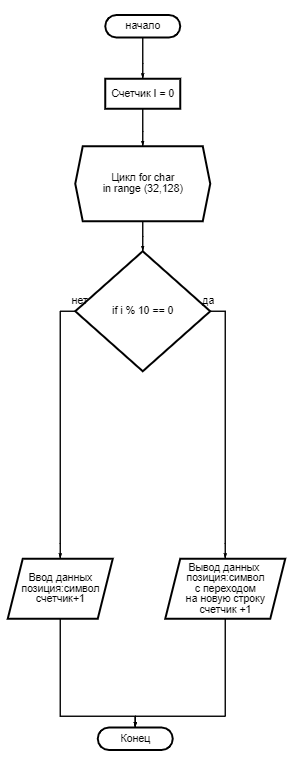 начало
Счетчик I = 0
Цикл for char
in range (32,128)
нет
да
if i % 10 == 0
Ввод данных
позиция:символ
счетчик+1
Вывод данных
позиция:символ
с переходом
на новую строку
счетчик +1
Конец